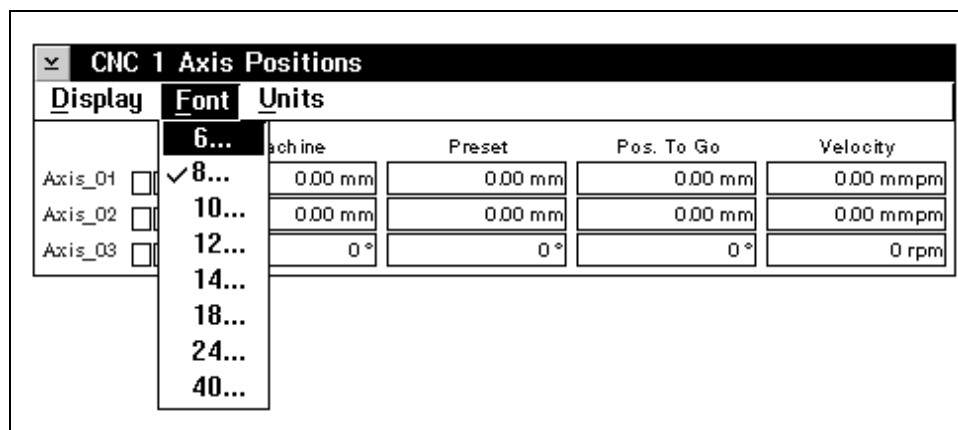 CNC 1 Axis Positions
Display Font Units
6... achine Preset Pos. To Go Velocity
Axis_01 ✓8... 0.00 mm 0.00 mm 0.00 mm 0.00 mmpm
Axis_02 10... 0.00 mm 0.00 mm 0.00 mm 0.00 mmpm
Axis_03 12... 0° 0° 0° 0 rpm
14...
18...
24...
40...